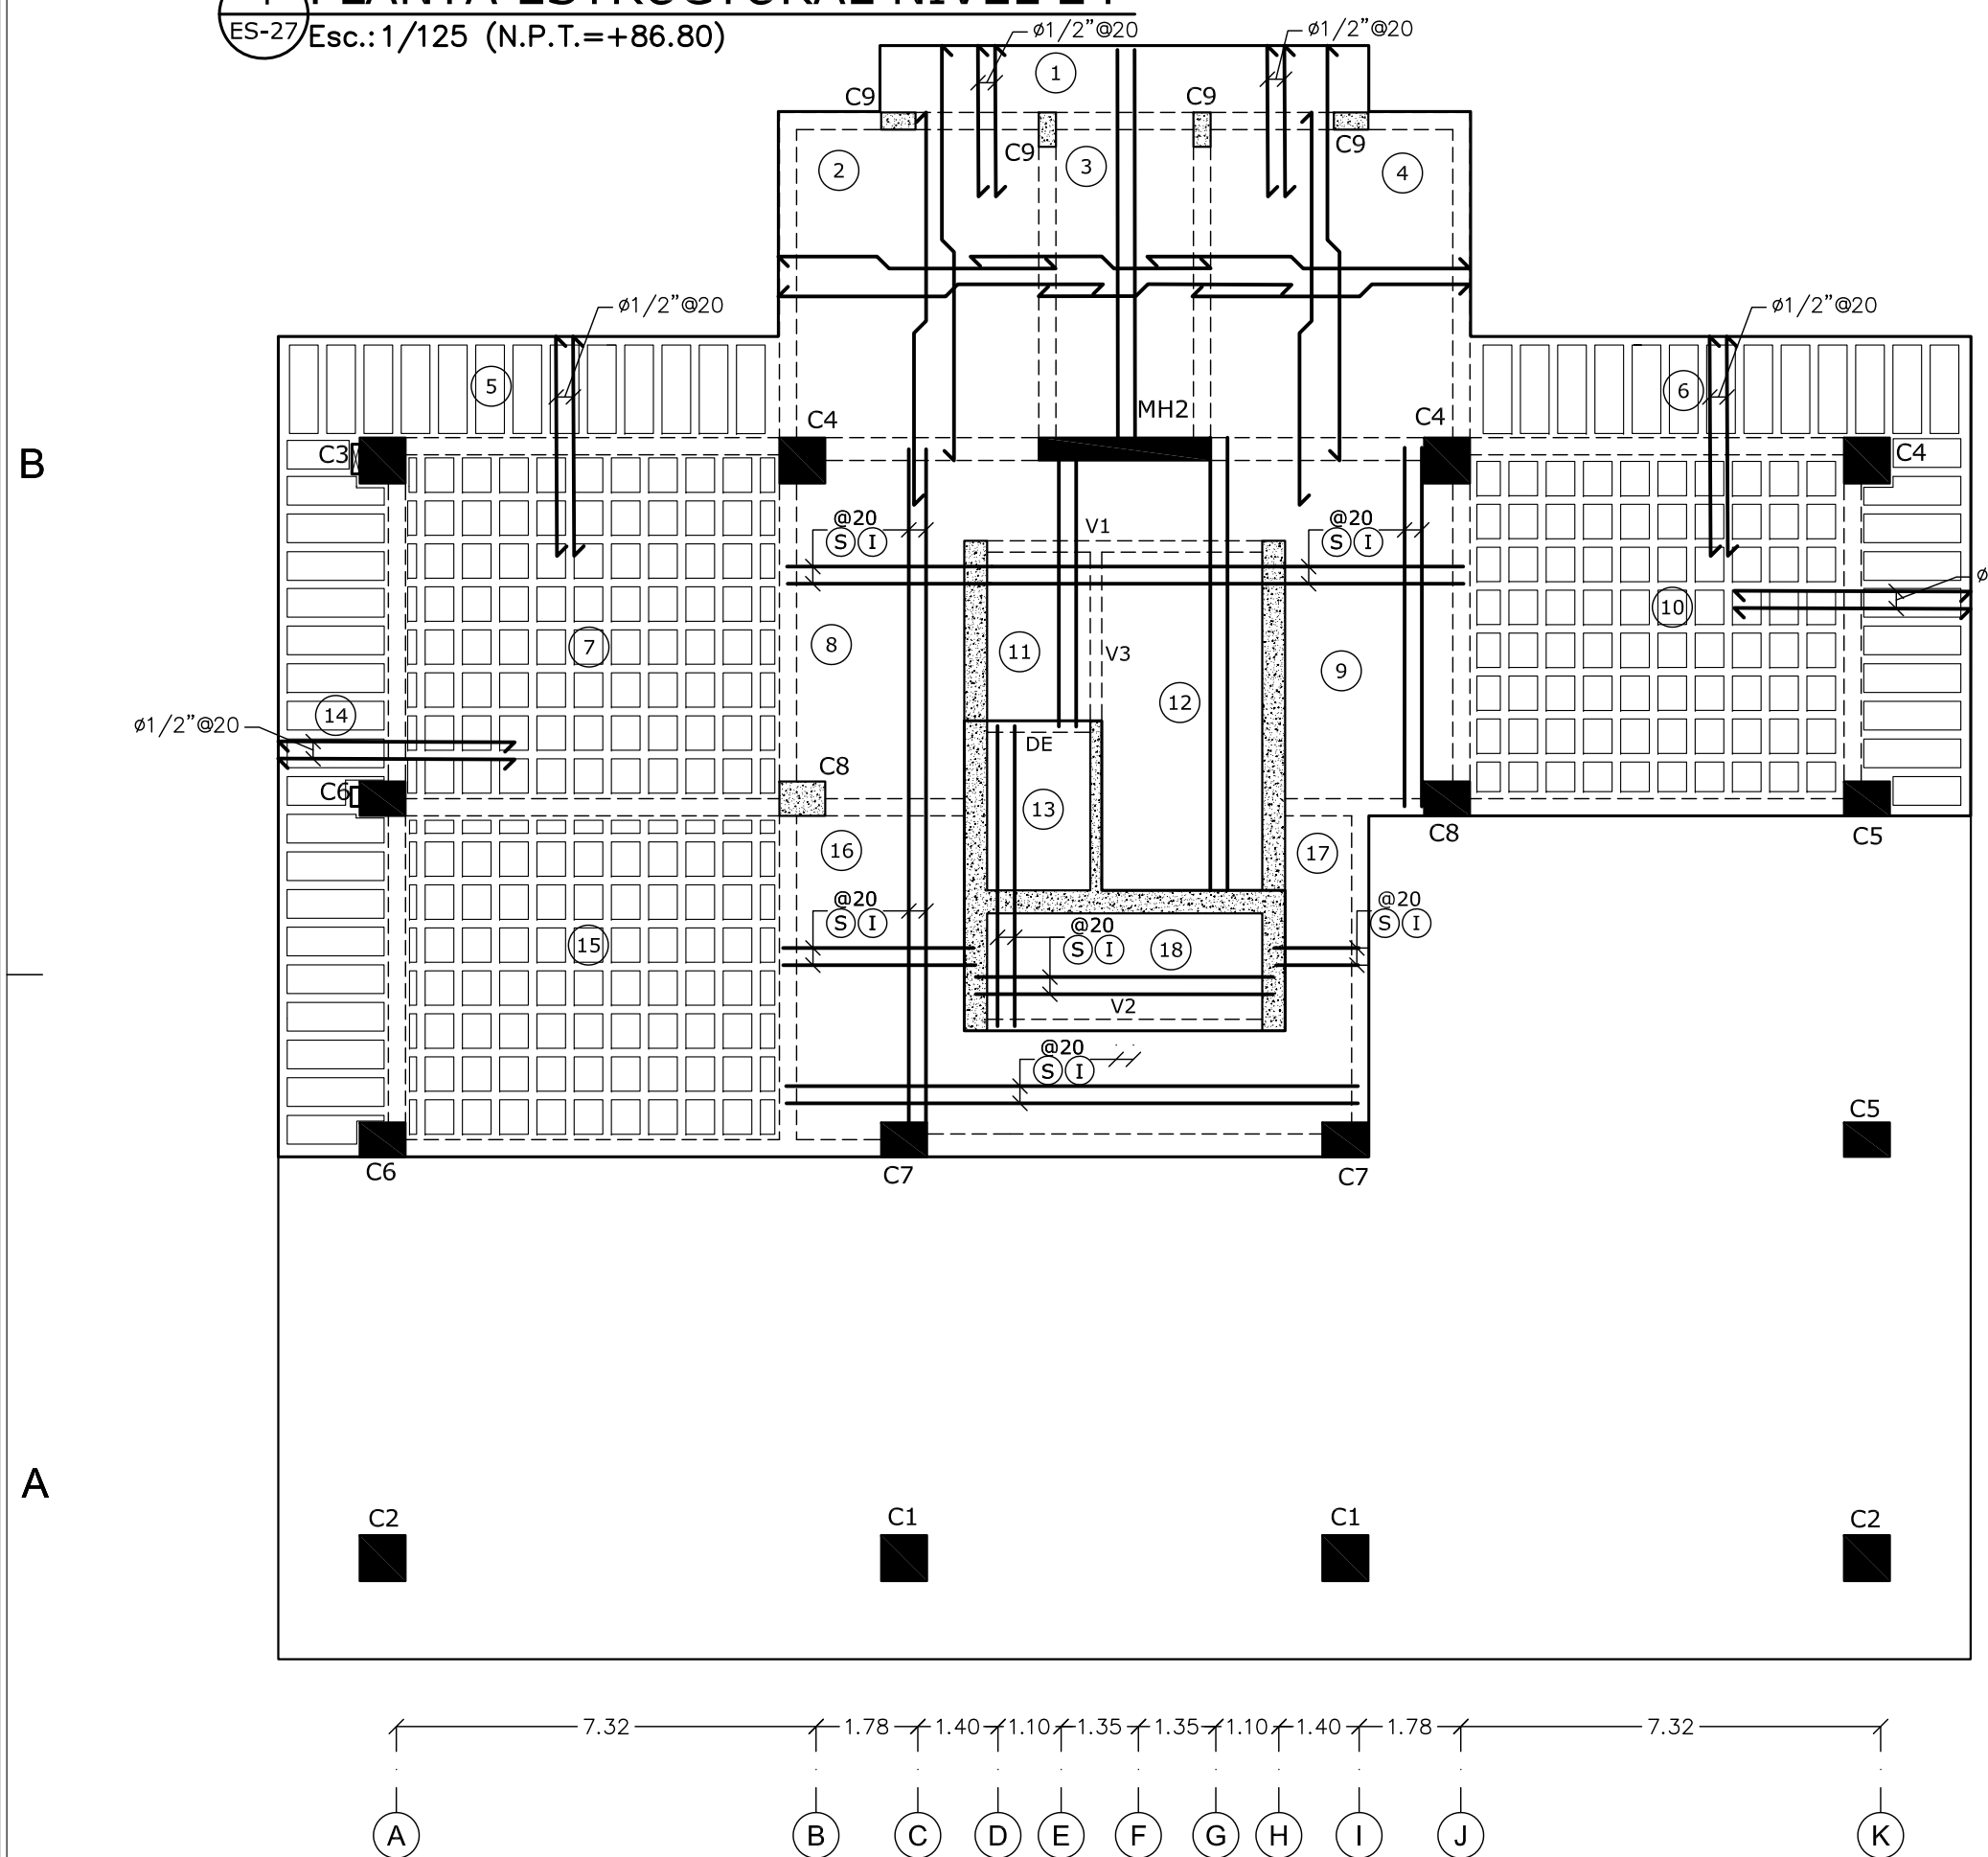 ES-27
Esc.: 1/125 (N.P.T.=+86.80)
ø1/2"@20
ø1/2"@20
1
C9
C9
C9
C9
2
3
4
ø1/2"@20
ø1/2"@20
5
6
MH2
C4
C4
B
C3
C4
@20
S I
@20
S I
V1
10
7
8
11
V3
9
12
14
ø1/2"@20
DE
C8
C6
13
C8
C5
16
17
@20
S I
@20
S I
@20
S I
15
18
V2
@20
S I
C5
C6
C7
C7
A
C2
C1
C1
C2
7.32 1.78 1.40 1.10 1.35 1.35 1.10 1.40 1.78 7.32
A B C D E F G H I J K